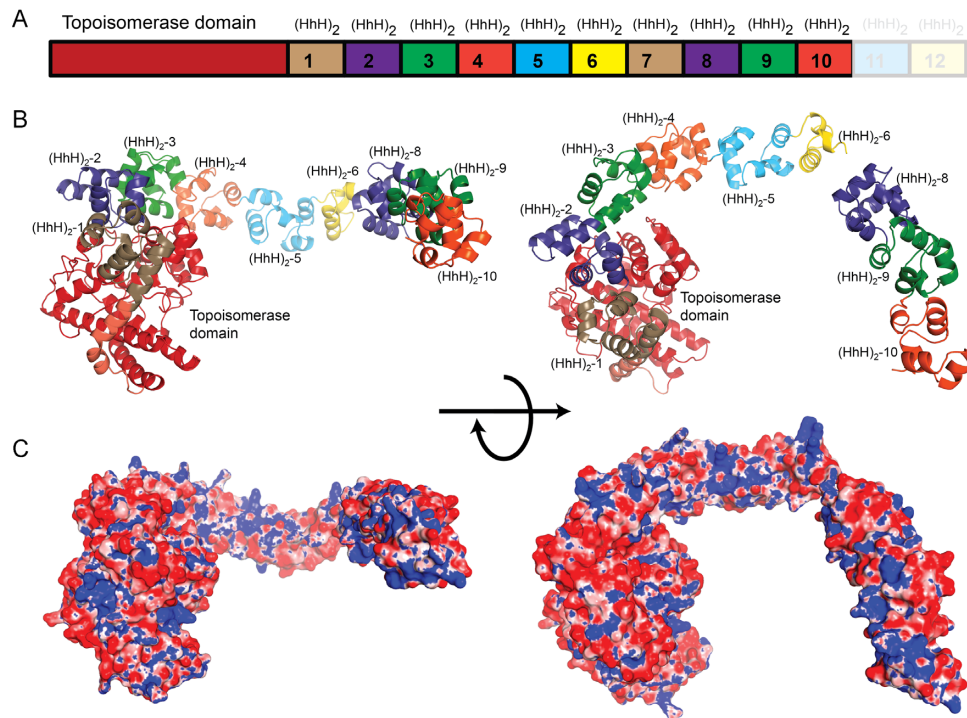 A
Topoisomerase domain (HhH)2 (HhH)2 (HhH)2 (HhH)2 (HhH)2 (HhH)2 (HhH)2 (HhH)2 (HhH)2 (HhH)2 (HhH)2 (HhH)2
1 2 3 4 5 6 7 8 9 10 11 12
B
(HhH)2-3
(HhH)2-2
(HhH)2-4
(HhH)2-6
(HhH)2-8
(HhH)2-9
(HhH)2-1
(HhH)2-5
(HhH)2-10
Topoisomerase
domain
(HhH)2-4
(HhH)2-3
(HhH)2-6
(HhH)2-5
(HhH)2-8
(HhH)2-2
(HhH)2-9
Topoisomerase
domain
(HhH)2-1
(HhH)2-10
C